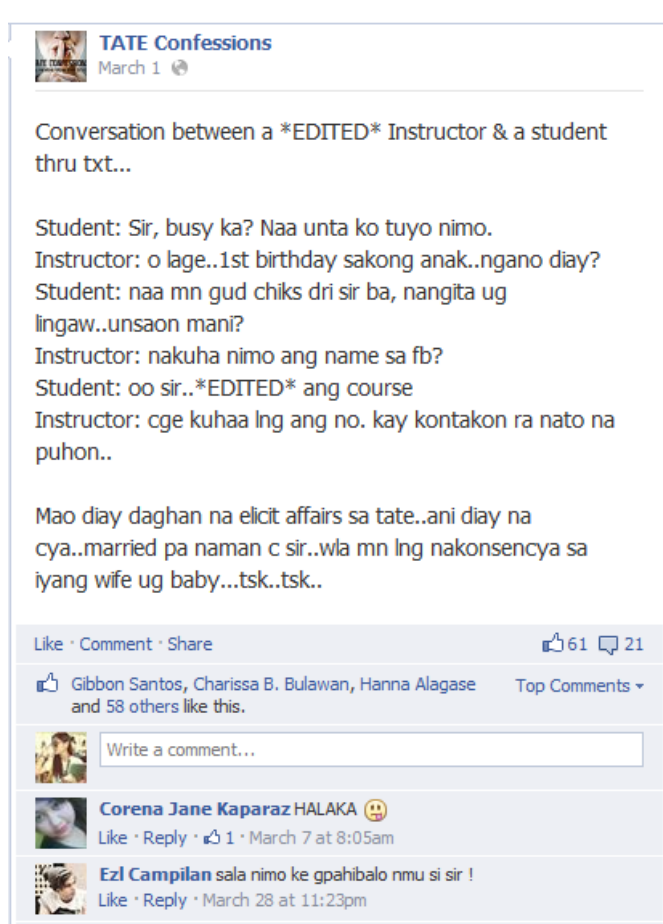 TATE Confessions
March 1
Conversation between a *EDITED* Instructor & a student
thru txt...
Student: Sir, busy ka? Naa unta ko tuyo nimo.
Instructor: o lage..1st birthday sakong anak..ngano diay?
Student: naa mn gud chiks dri sir ba, nangita ug
lingaw..unsaon mani?
Instructor: nakuha nimo ang name sa fb?
Student: oo sir..*EDITED* ang course
Instructor: cge kuhaa lng ang no. kay kontakon ra nato na
puhon..
Mao diay daghan na elicit affairs sa tate..ani diay na
cya..married pa naman c sir..wla mn lng nakonsencya sa
iyang wife ug baby...tsk..tsk..
Like · Comment · Share 61 21
Gibbon Santos, Charissa B. Bulawan, Hanna Alagase Top Comments
and 58 others like this.
Write a comment...
Corena Jane Kaparaz HALAKA
Like · Reply · 1 · March 7 at 8:05am
Ezl Campilan sala nimo ke gpahibalo nmu si sir !
Like · Reply · March 28 at 11:23pm